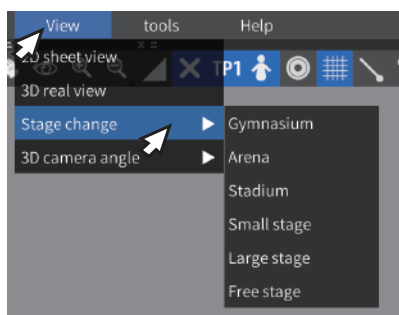 View tools Help
2D sheet view
TP1
3D real view
Stage change
Gymnasium
3D camera angle
Arena
Stadium
Small stage
Large stage
Free stage